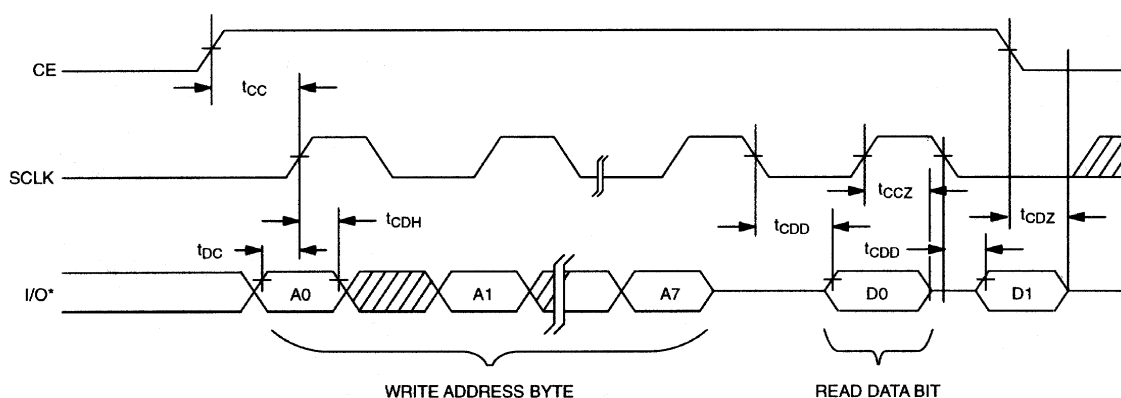 CE
tCC
SCLK
tCCZ
tCDZ
tCDH
tCDD
tDC
tCDD
I/O*
A0
A1
A7
D0
D1
WRITE ADDRESS BYTE
READ DATA BIT